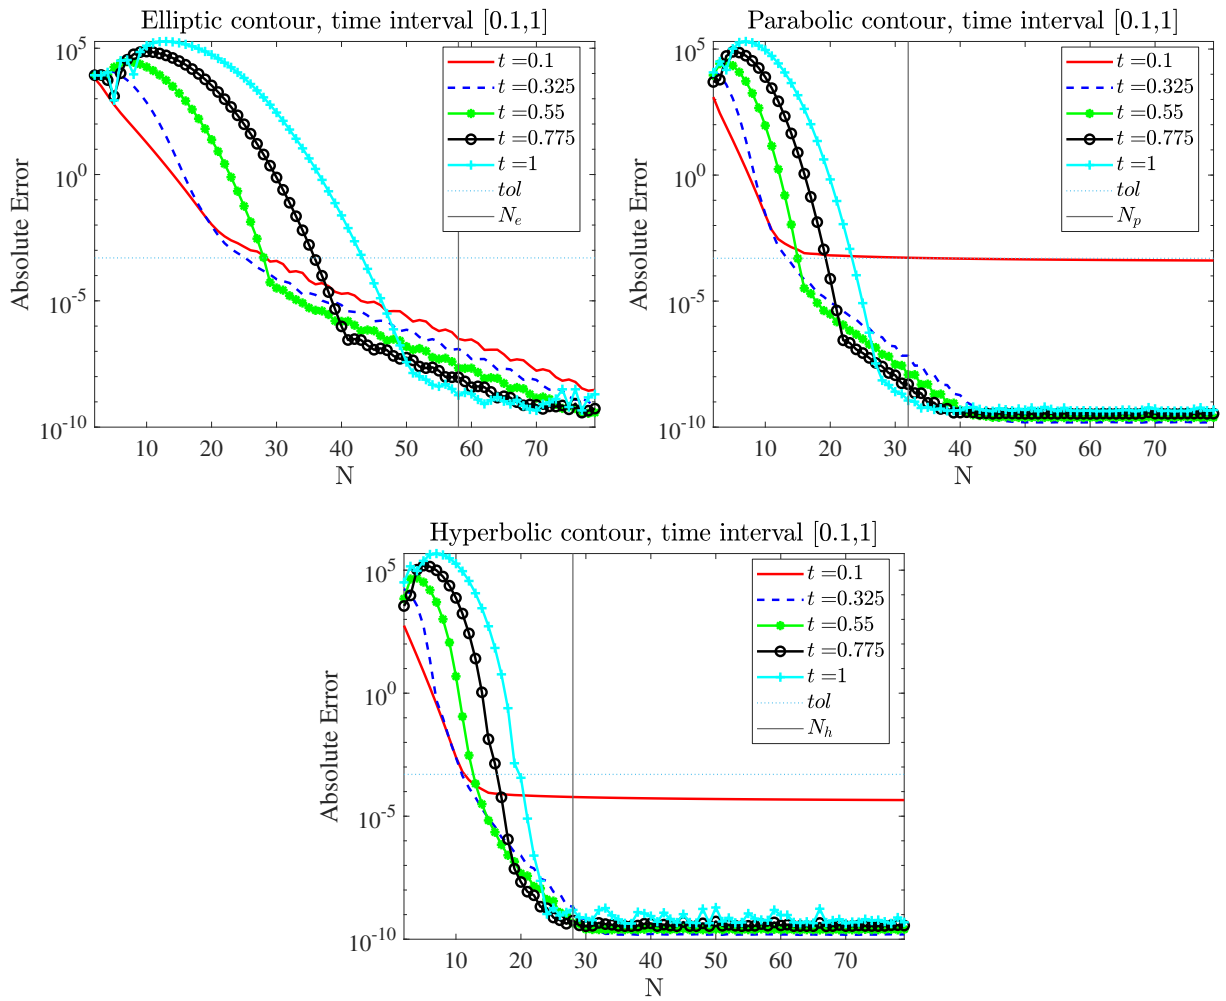 Elliptic contour, time interval [0.1,1]
10^5
10^0
10^-5
10^-10
Absolute Error
10 20 30 40 50 60 70
N
t = 0.1
t = 0.325
t = 0.55
t = 0.775
t = 1
tol
N_e
Parabolic contour, time interval [0.1,1]
10^5
10^0
10^-5
10^-10
Absolute Error
10 20 30 40 50 60 70
N
t = 0.1
t = 0.325
t = 0.55
t = 0.775
t = 1
tol
N_p
Hyperbolic contour, time interval [0.1,1]
10^5
10^0
10^-5
10^-10
Absolute Error
10 20 30 40 50 60 70
N
t = 0.1
t = 0.325
t = 0.55
t = 0.775
t = 1
tol
N_h